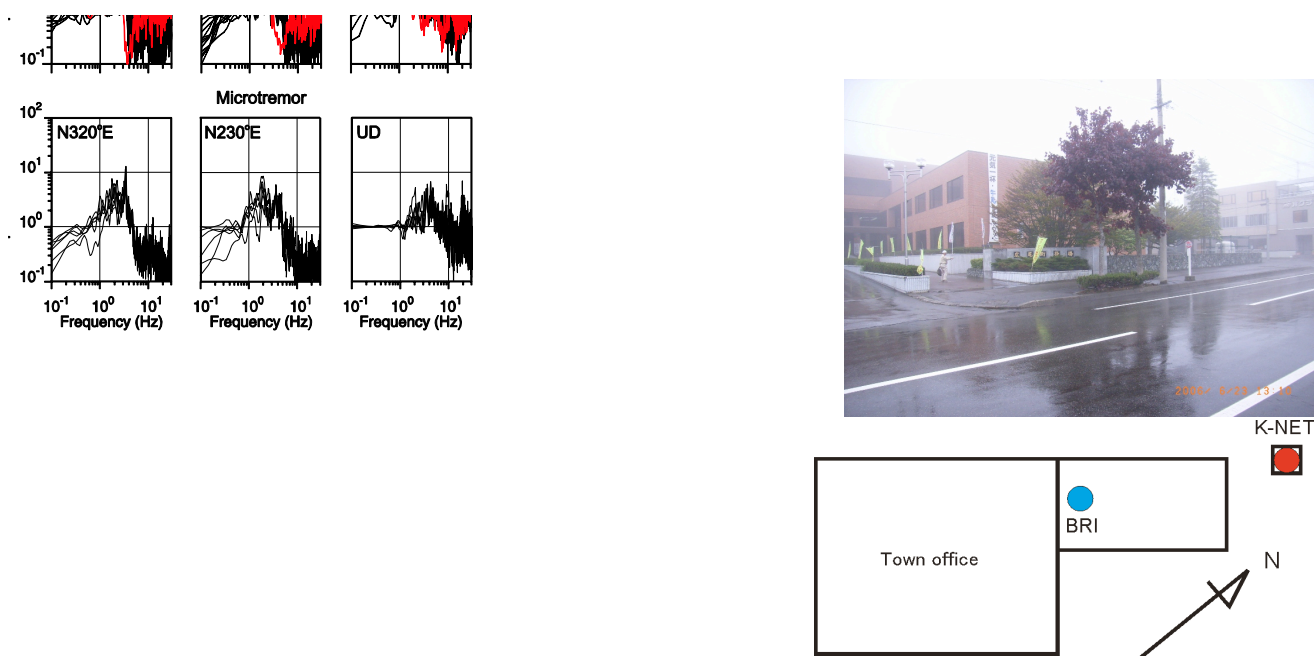 10-1
Microtremor
102
N320°E
N230°E
UD
101
100
10-1
10-1 100 101
10-1 100 101
10-1 100 101
Frequency (Hz)
Frequency (Hz)
Frequency (Hz)
K-NET
BRI
Town office
N